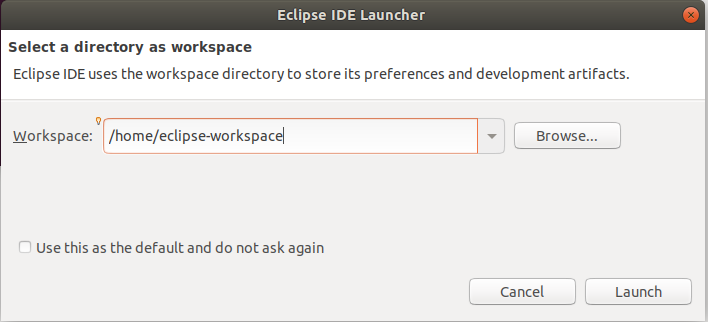 Eclipse IDE Launcher
Select a directory as workspace
Eclipse IDE uses the workspace directory to store its preferences and development artifacts.
Workspace: /home/eclipse-workspace Browse...
Use this as the default and do not ask again
Cancel Launch